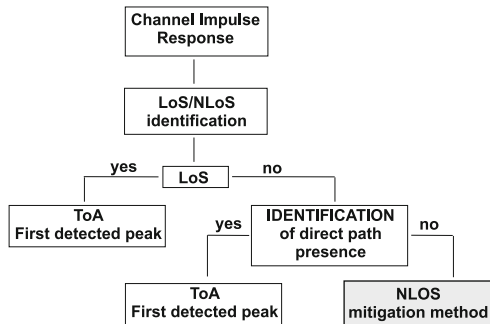 Channel Impulse
Response
LoS/NLoS
identification
yes
LoS
no
ToA
First detected peak
yes
IDENTIFICATION
of direct path
presence
no
ToA
First detected peak
NLOS
mitigation method